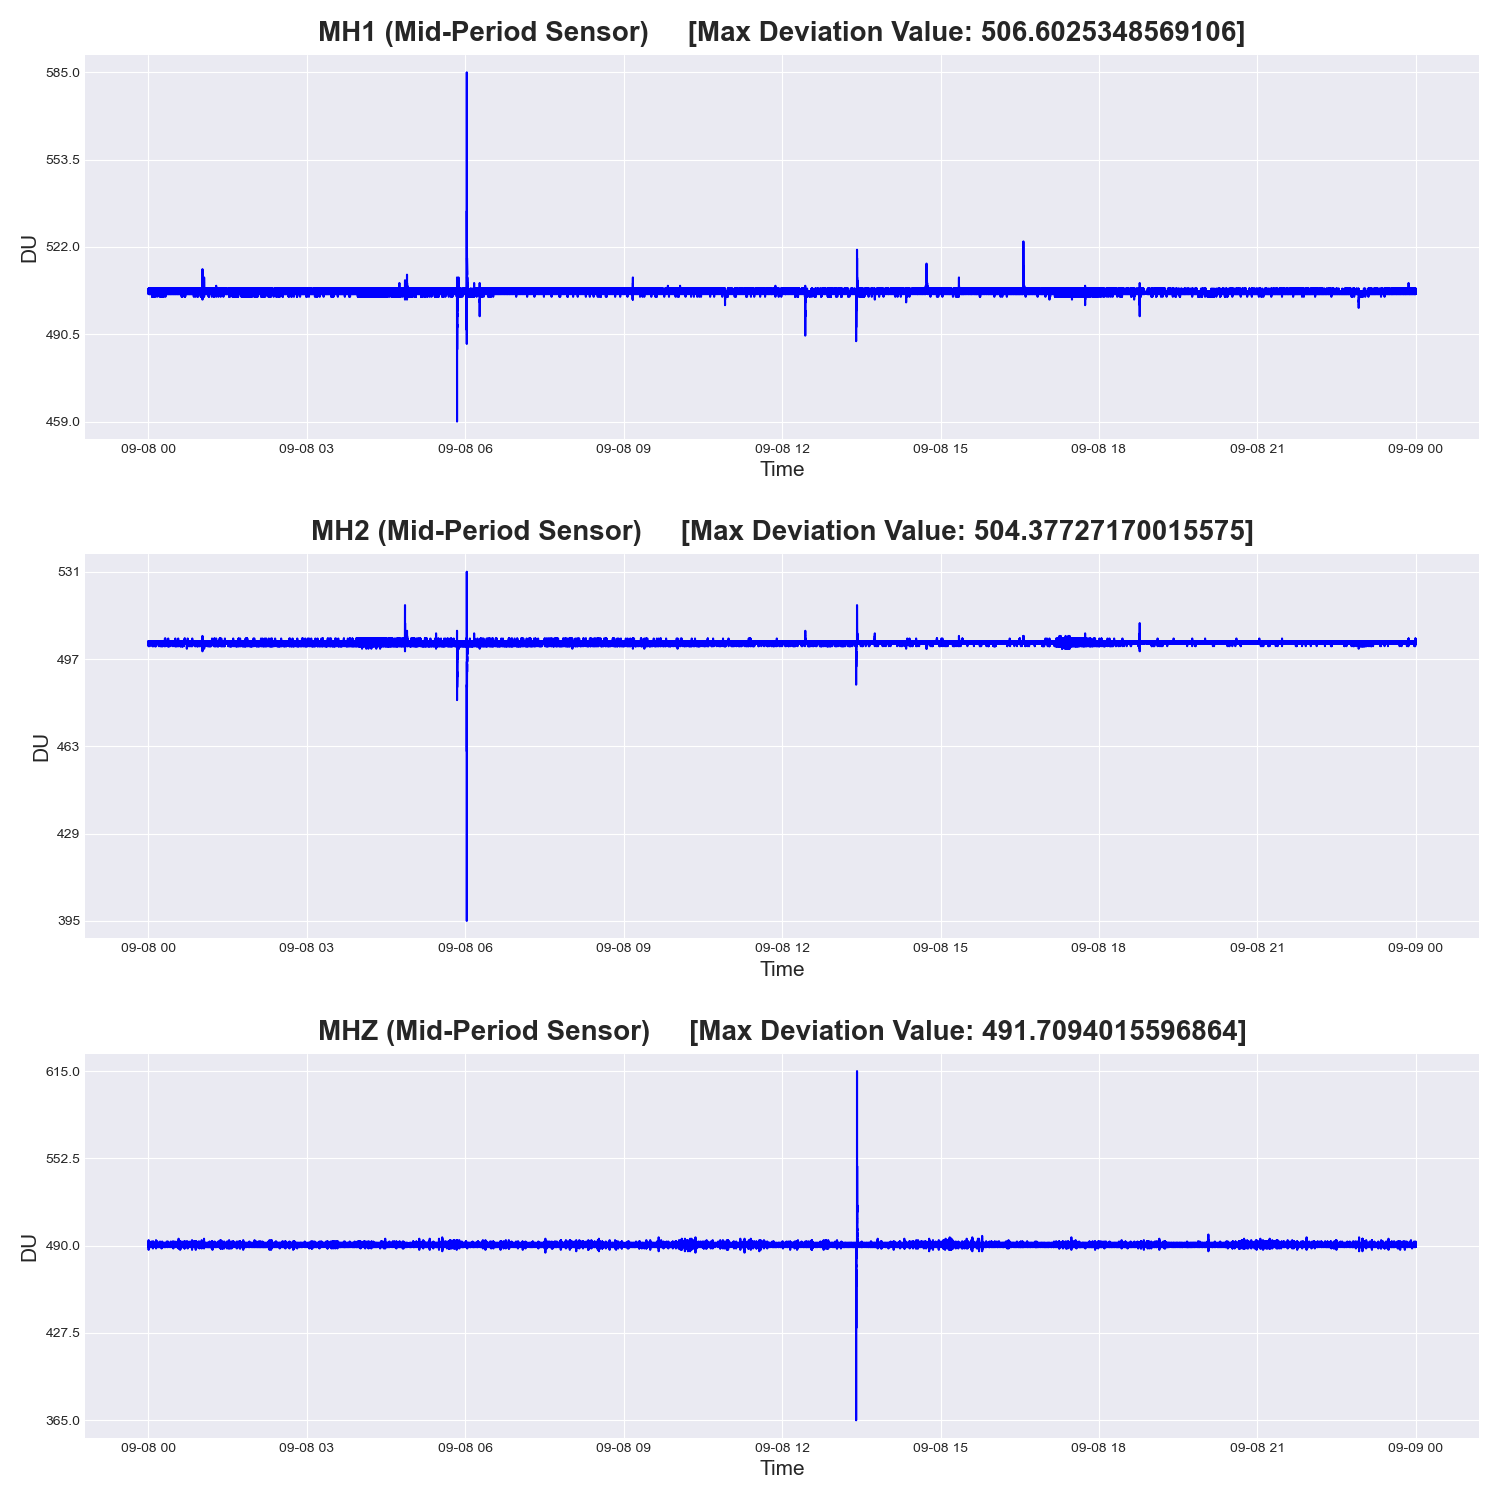 MH1 (Mid-Period Sensor) [Max Deviation Value: 506.6025348569106]
585.0
553.5
522.0
490.5
459.0
DU
09-08 00 09-08 03 09-08 06 09-08 09 09-08 12 09-08 15 09-08 18 09-08 21 09-09 00
Time
MH2 (Mid-Period Sensor) [Max Deviation Value: 504.37727170015575]
531
497
463
429
395
DU
09-08 00 09-08 03 09-08 06 09-08 09 09-08 12 09-08 15 09-08 18 09-08 21 09-09 00
Time
MHZ (Mid-Period Sensor) [Max Deviation Value: 491.7094015596864]
615.0
552.5
490.0
427.5
365.0
DU
09-08 00 09-08 03 09-08 06 09-08 09 09-08 12 09-08 15 09-08 18 09-08 21 09-09 00
Time